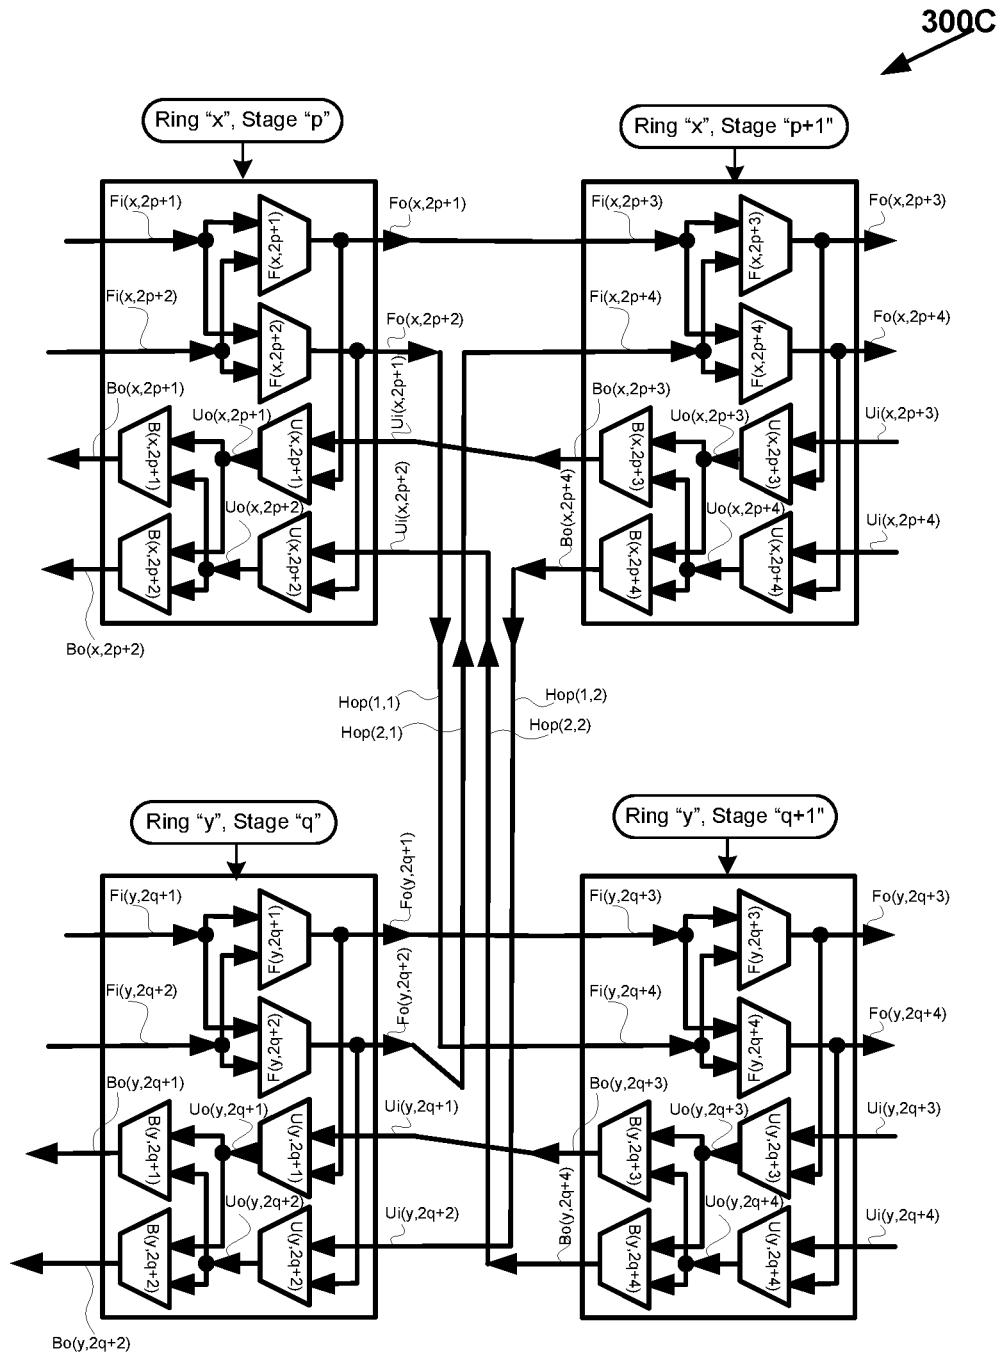 300C
Ring “x”, Stage “p”
Ring “x”, Stage “p+1"
Fi(x,2p+1)
Fo(x,2p+1)
Fi(x,2p+3)
Fo(x,2p+3)
F(x,2p+1)
F(x,2p+3)
Fi(x,2p+2)
Fo(x,2p+2)
Fi(x,2p+4)
Fo(x,2p+4)
F(x,2p+2)
F(x,2p+4)
Bo(x,2p+1)
Uo(x,2p+1)
Ui(x,2p+1)
Bo(x,2p+3)
Uo(x,2p+3)
Ui(x,2p+3)
B(x,2p+1)
U(x,2p+1)
B(x,2p+3)
U(x,2p+3)
Uo(x,2p+2)
Ui(x,2p+2)
Bo(x,2p+4)
Uo(x,2p+4)
Ui(x,2p+4)
B(x,2p+2)
U(x,2p+2)
B(x,2p+4)
U(x,2p+4)
Bo(x,2p+2)
Hop(1,1)
Hop(1,2)
Hop(2,1)
Hop(2,2)
Ring “y”, Stage “q”
Ring “y”, Stage “q+1"
Fi(y,2q+1)
Fo(y,2q+1)
Fi(y,2q+3)
Fo(y,2q+3)
F(y,2q+1)
F(y,2q+3)
Fi(y,2q+2)
Fo(y,2q+2)
Fi(y,2q+4)
Fo(y,2q+4)
F(y,2q+2)
F(y,2q+4)
Bo(y,2q+1)
Uo(y,2q+1)
Ui(y,2q+1)
Bo(y,2q+3)
Uo(y,2q+3)
Ui(y,2q+3)
B(y,2q+1)
U(y,2q+1)
B(y,2q+3)
U(y,2q+3)
Uo(y,2q+2)
Ui(y,2q+2)
Bo(y,2q+4)
Uo(y,2q+4)
Ui(y,2q+4)
B(y,2q+2)
U(y,2q+2)
B(y,2q+4)
U(y,2q+4)
Bo(y,2q+2)